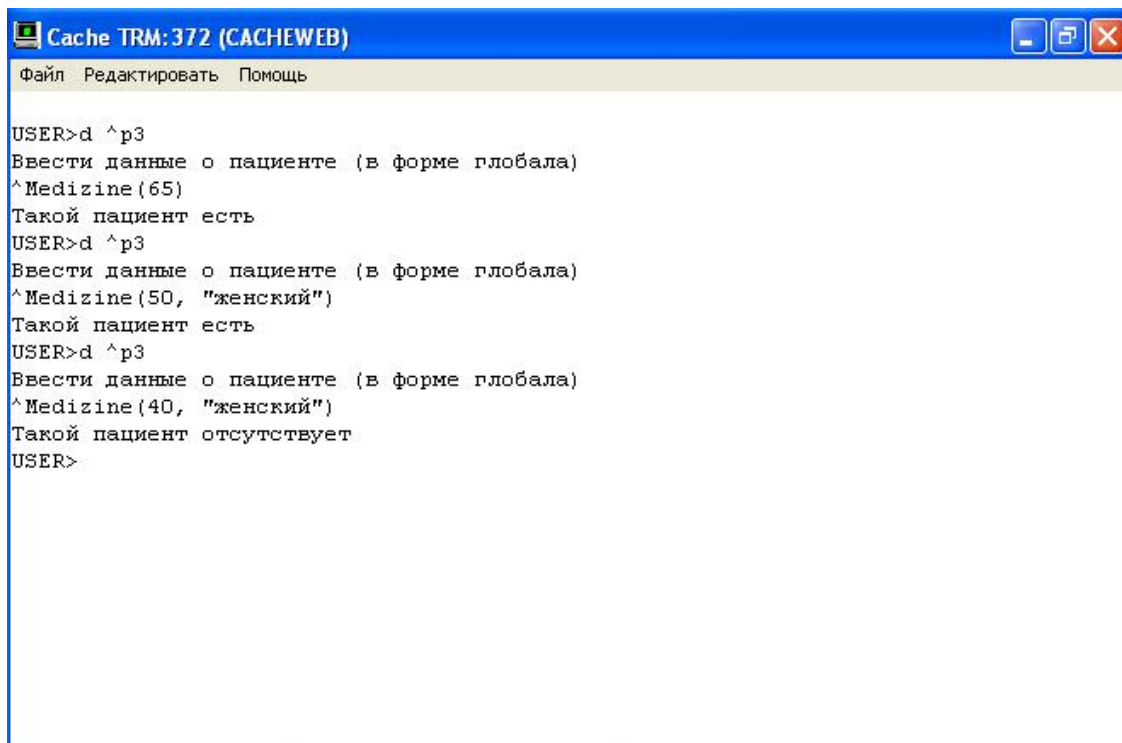 Cache TRM:372 (CACHEWEB)
Файл Редактировать Помощь
USER>d ^p3
Ввести данные о пациенте (в форме глобала)
^Medizine(65)
Такой пациент есть
USER>d ^p3
Ввести данные о пациенте (в форме глобала)
^Medizine(50, "женский")
Такой пациент есть
USER>d ^p3
Ввести данные о пациенте (в форме глобала)
^Medizine(40, "женский")
Такой пациент отсутствует
USER>